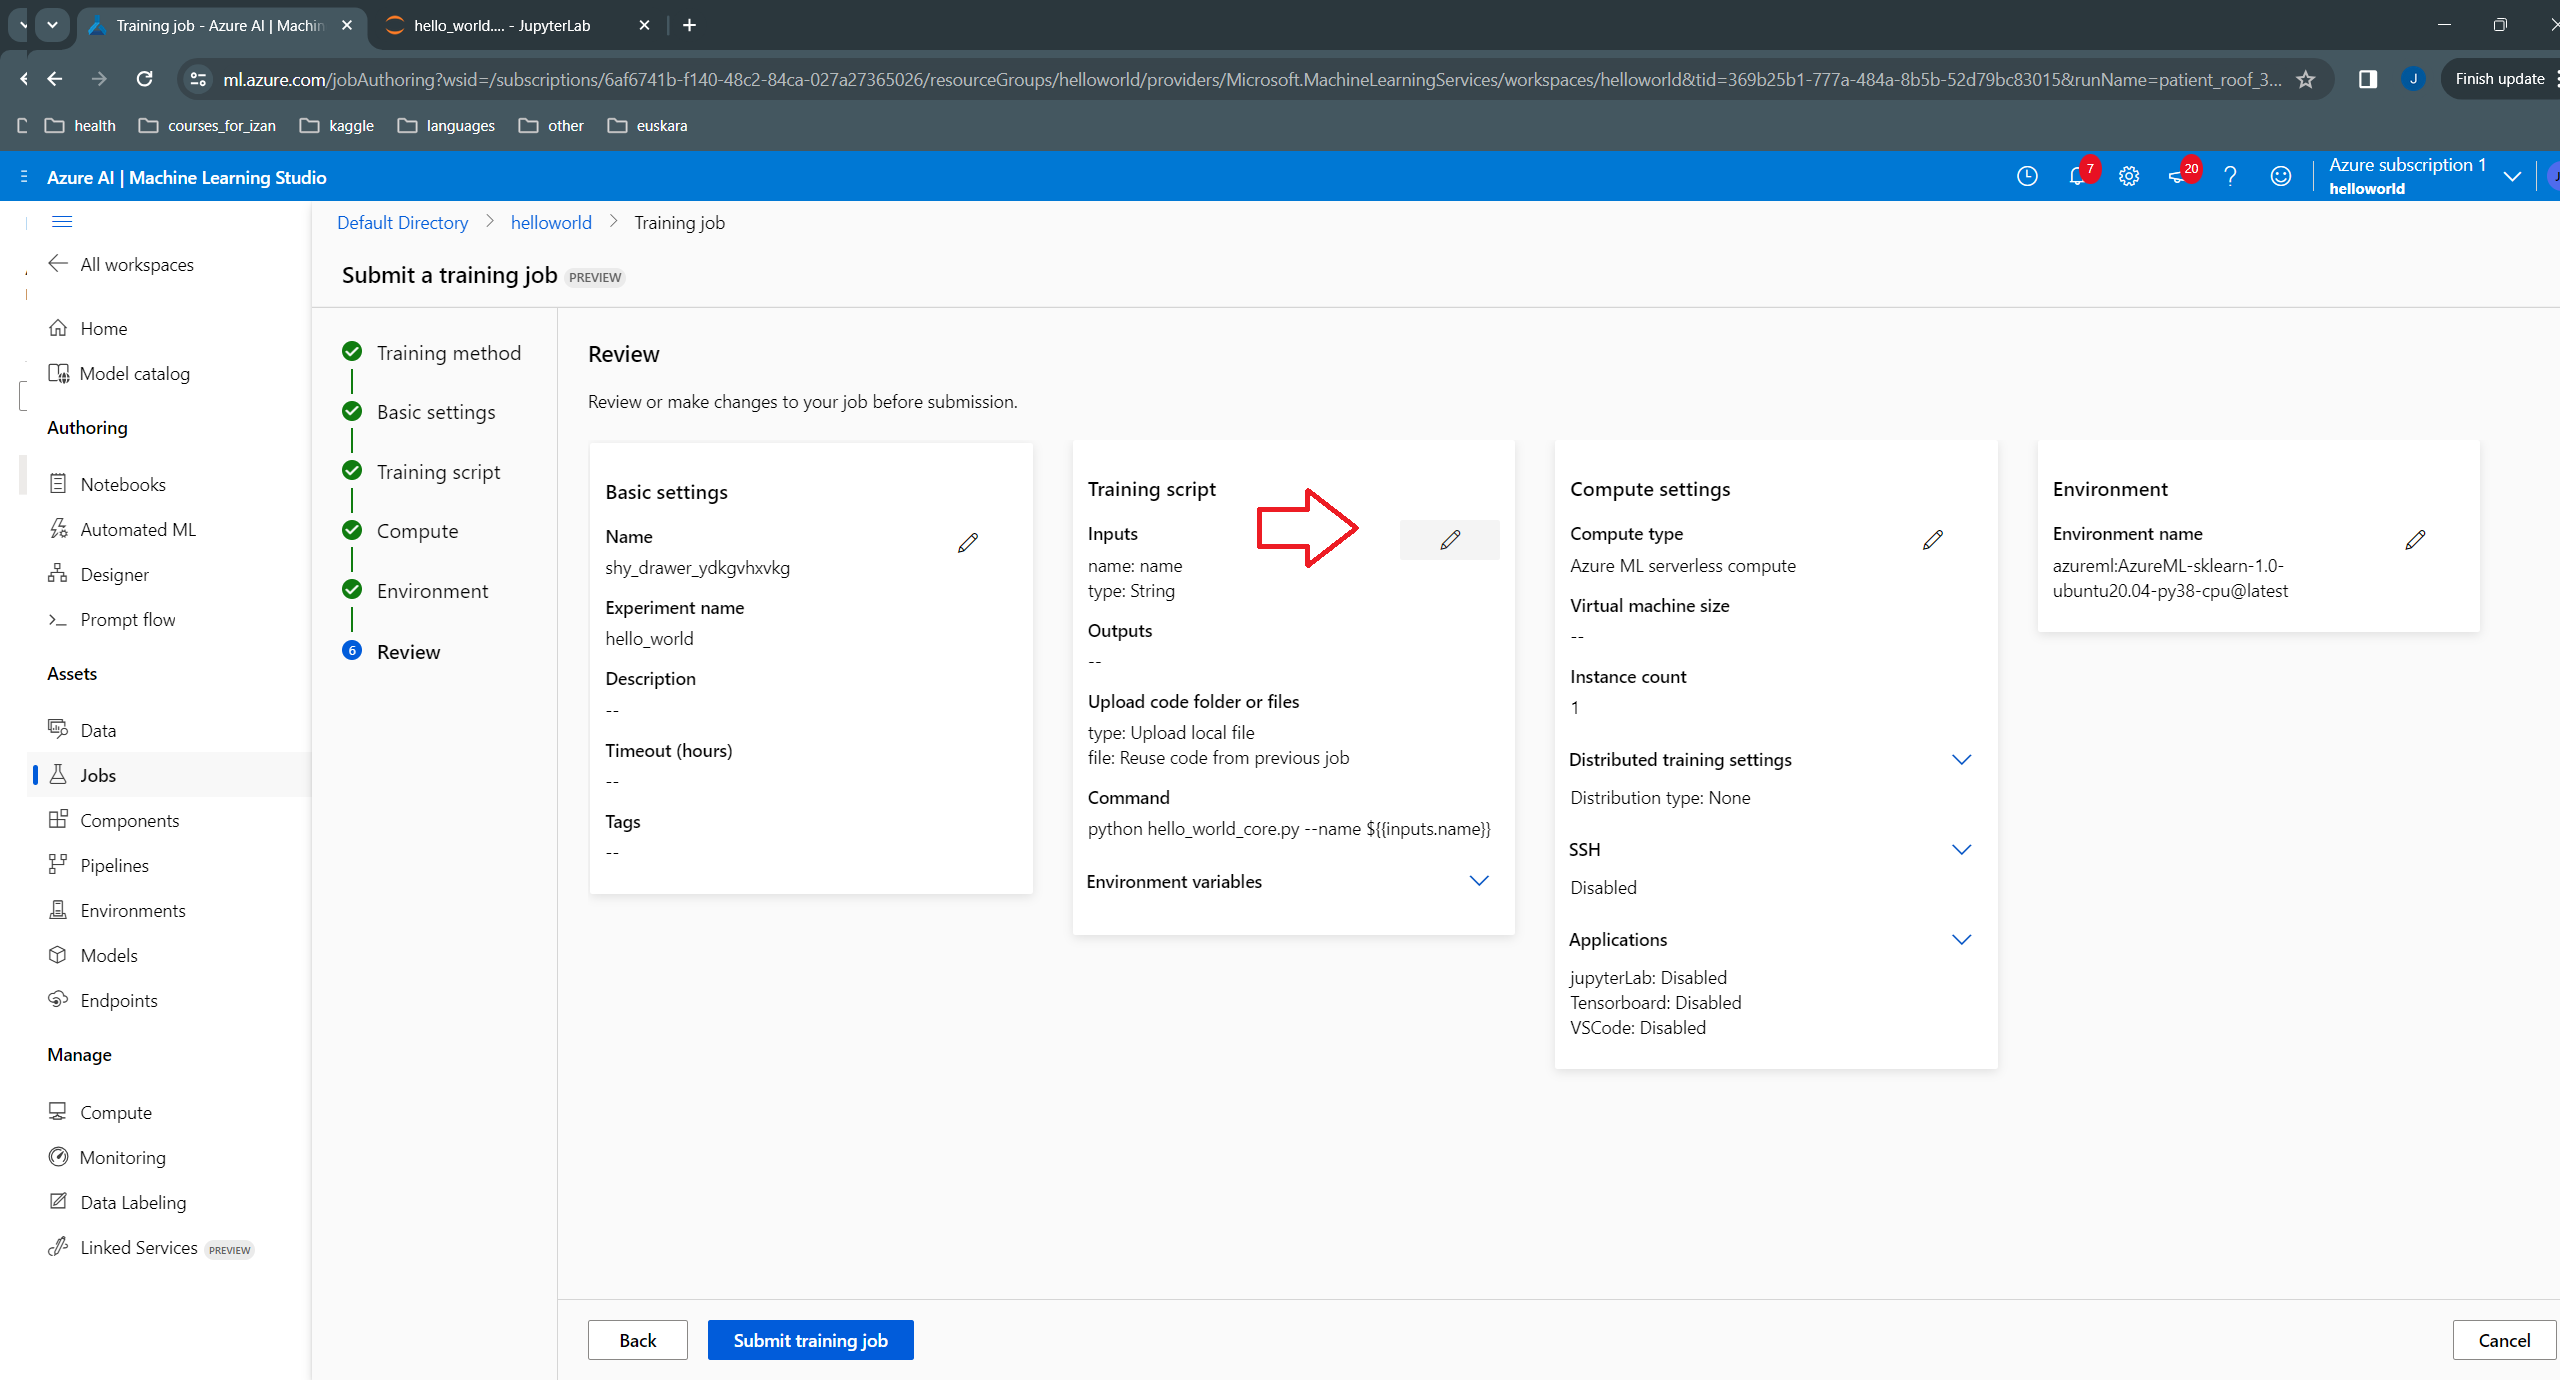 Training job - Azure AI | Machin
hello_world.... - JupyterLab
ml.azure.com/jobAuthoring?wsid=/subscriptions/6af6741b-f140-48c2-84ca-027a27365026/resourceGroups/helloworld/providers/Microsoft.MachineLearningServices/workspaces/helloworld&tid=369b25b1-777a-484a-8b5b-52d79bc83015&runName=patient_roof_3...
J
Finish update
health
courses_for_izan
kaggle
languages
other
euskara
Azure AI | Machine Learning Studio
7
20
Azure subscription 1
helloworld
Default Directory > helloworld > Training job
All workspaces
Submit a training job PREVIEW
Home
Model catalog
Authoring
Notebooks
Automated ML
Designer
Prompt flow
Assets
Data
Jobs
Components
Pipelines
Environments
Models
Endpoints
Manage
Compute
Monitoring
Data Labeling
Linked Services PREVIEW
Training method
Basic settings
Training script
Compute
Environment
6 Review
Review
Review or make changes to your job before submission.
Basic settings
Name
shy_drawer_ydkgvhxvkg
Experiment name
hello_world
Description
--
Timeout (hours)
--
Tags
--
Training script
Inputs
name: name
type: String
Outputs
--
Upload code folder or files
type: Upload local file
file: Reuse code from previous job
Command
python hello_world_core.py --name ${{inputs.name}}
Environment variables
Compute settings
Compute type
Azure ML serverless compute
Virtual machine size
--
Instance count
1
Distributed training settings
Distribution type: None
SSH
Disabled
Applications
jupyterLab: Disabled
Tensorboard: Disabled
VSCode: Disabled
Environment
Environment name
azureml:AzureML-sklearn-1.0-
ubuntu20.04-py38-cpu@latest
Back
Submit training job
Cancel